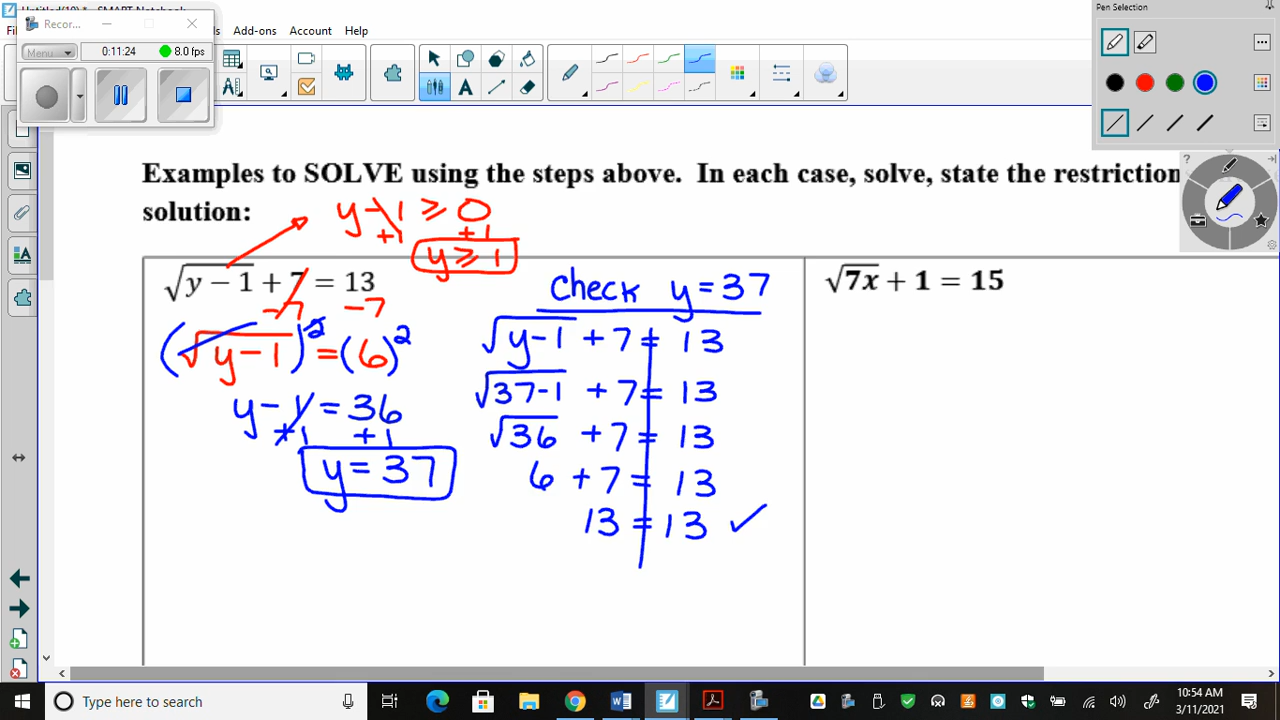 Untitled(10) * - SMART Notebook
Recor...
Menu
0:11:24
8.0 fps
Add-ons Account Help
Pen Selection
Examples to SOLVE using the steps above. In each case, solve, state the restriction
solution:
y - 1 ≥ 0
+1 +1
y ≥ 1
√(y − 1) + 7 = 13
-7 -7
(√(y-1))² = (6)²
y - 1 = 36
+1 +1
y = 37
check y = 37
√(y-1) + 7 = 13
√(37-1) + 7 = 13
√36 + 7 = 13
6 + 7 = 13
13 = 13 ✓
√7x + 1 = 15
Type here to search
10:54 AM
3/11/2021